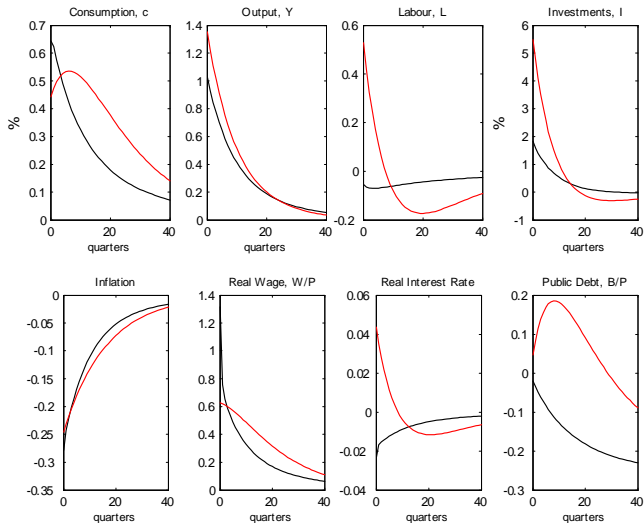 Consumption, c
Output, Y
Labour, L
Investments, I
%
0.7
0.6
0.5
0.4
0.3
0.2
0.1
0
0 20 40
quarters
1.4
1.2
1
0.8
0.6
0.4
0.2
0
0 20 40
quarters
0.6
0.4
0.2
0
-0.2
0 20 40
quarters
%
6
5
4
3
2
1
0
-1
0 20 40
quarters
Inflation
Real Wage, W/P
Real Interest Rate
Public Debt, B/P
0
-0.05
-0.1
-0.15
-0.2
-0.25
-0.3
-0.35
0 20 40
quarters
1.4
1.2
1
0.8
0.6
0.4
0.2
0
0 20 40
quarters
0.06
0.04
0.02
0
-0.02
-0.04
0 20 40
quarters
0.2
0.1
0
-0.1
-0.2
-0.3
0 20 40
quarters